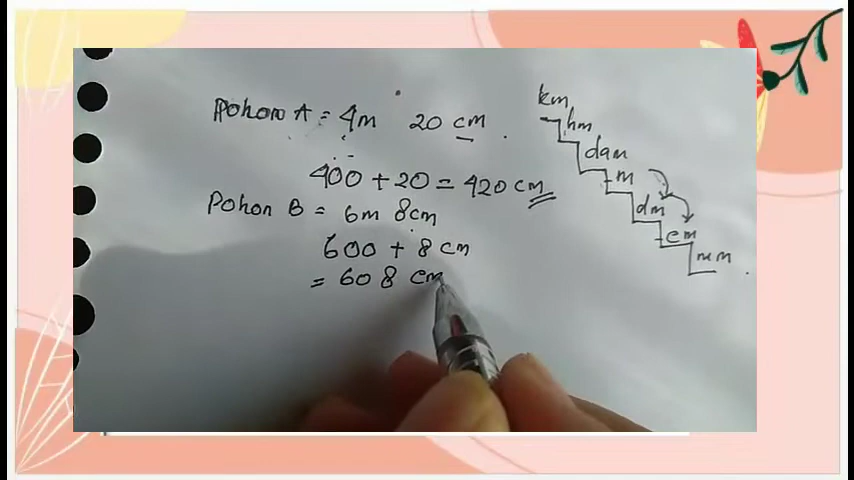 Pohon A = 4m 20 cm
400 + 20 = 420 cm
Pohon B = 6m 8cm
600 + 8 cm
= 608 cm
km
hm
dam
m
dm
cm
mm